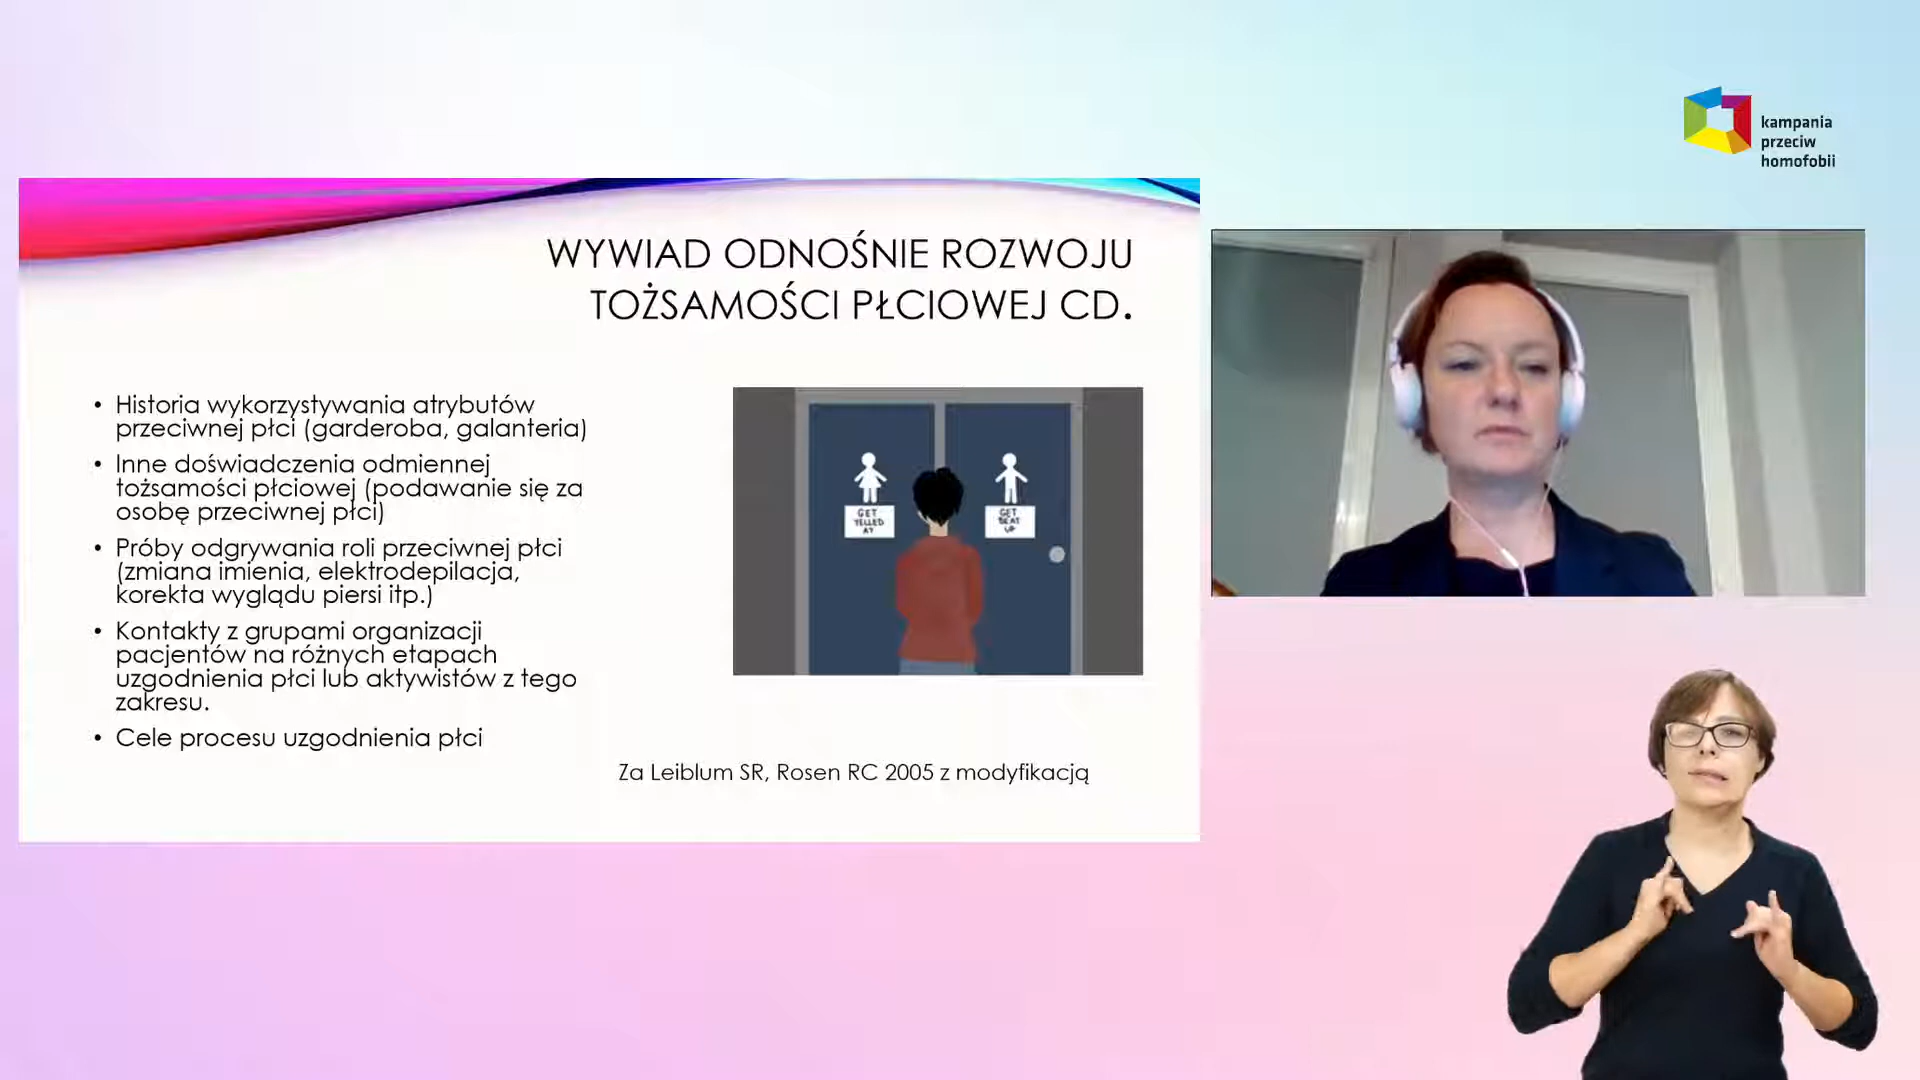 kampania
przeciw
homofobii
WYWIAD ODNOŚNIE ROZWOJU
TOŻSAMOŚCI PŁCIOWEJ CD.
• Historia wykorzystywania atrybutów
przeciwnej płci (garderoba, galanteria)
• Inne doświadczenia odmiennej
tożsamości płciowej (podawanie się za
osobę przeciwnej płci)
• Próby odgrywania roli przeciwnej płci
(zmiana imienia, elektrodepilacja,
korekta wyglądu piersi itp.)
• Kontakty z grupami organizacji
pacjentów na różnych etapach
uzgodnienia płci lub aktywistów z tego
zakresu.
• Cele procesu uzgodnienia płci
GET
YELLED
AT
GET
BEAT
UP
Za Leiblum SR, Rosen RC 2005 z modyfikacją